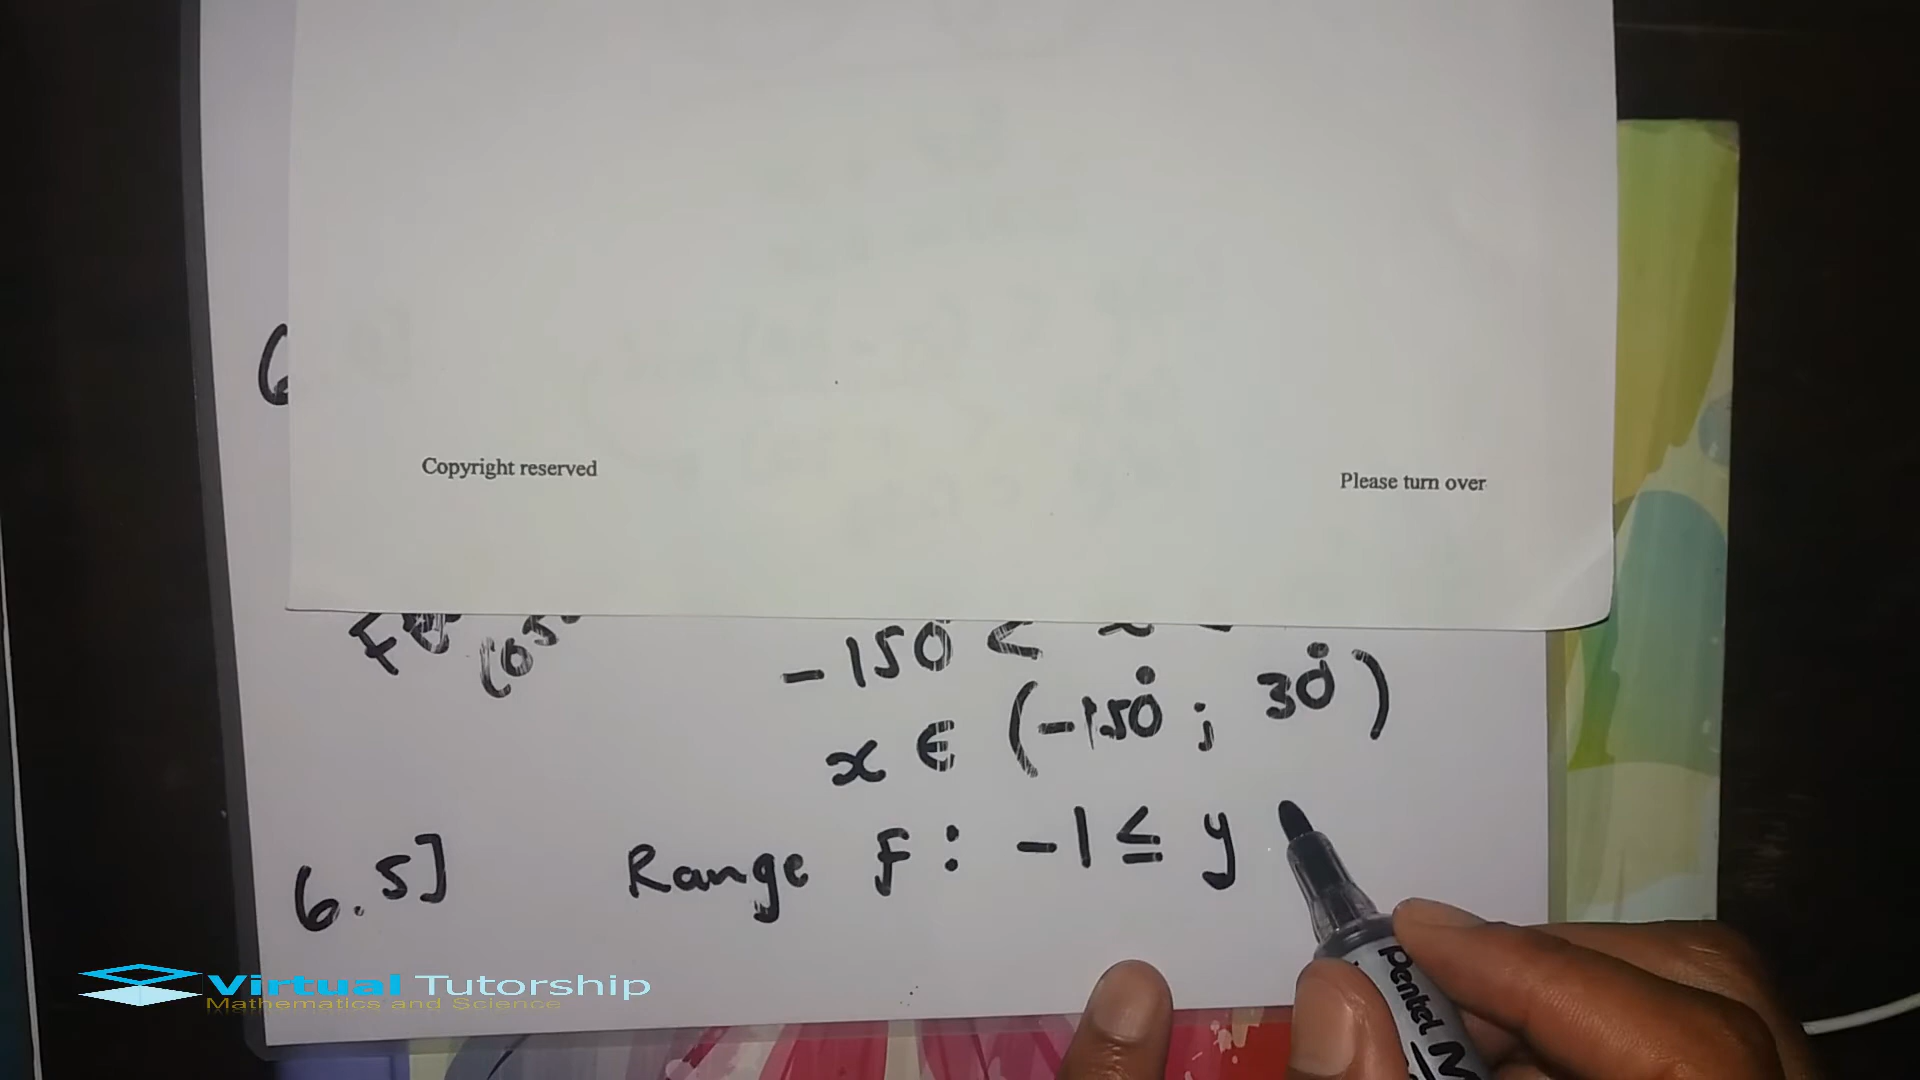 Copyright reserved Please turn over
-150 <
x ∈ (-150° ; 30°)
6.5] Range f : -1 ≤ y
Virtual Tutorship
Mathematics and Science
Pentel